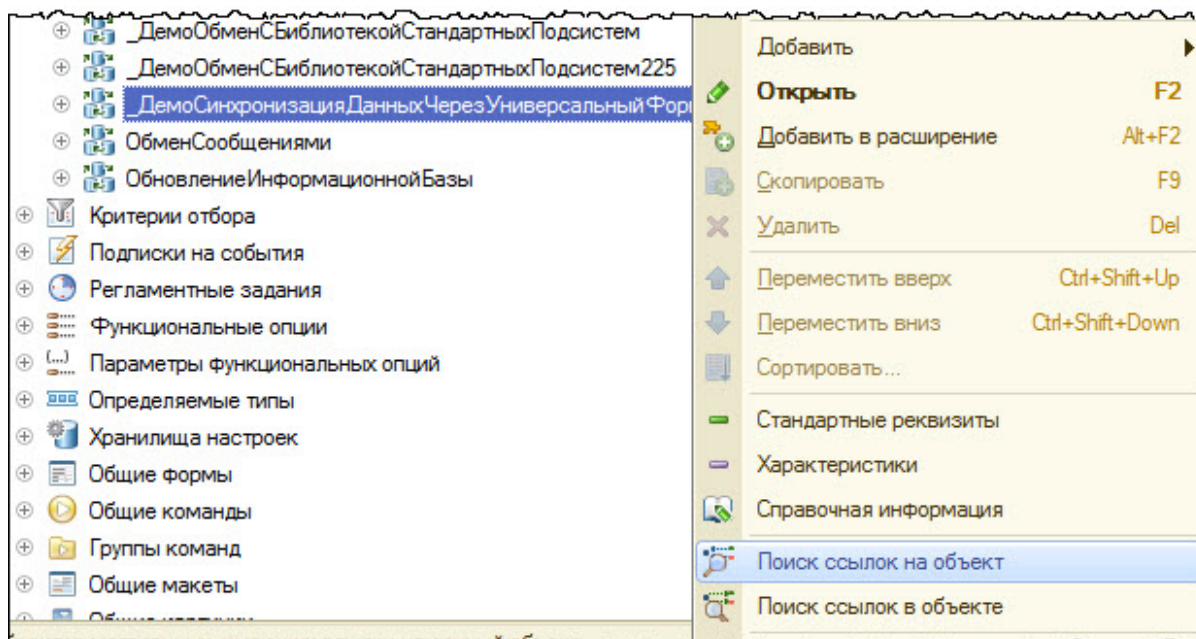 _ДемоОбменСБиблиотекойСтандартныхПодсистем
_ДемоОбменСБиблиотекойСтандартныхПодсистем225
_ДемоСинхронизацияДанныхЧерезУниверсальныйФор
ОбменСообщениями
ОбновлениеИнформационнойБазы
Критерии отбора
Подписки на события
Регламентные задания
Функциональные опции
(...) Параметры функциональных опций
Определяемые типы
Хранилища настроек
Общие формы
Общие команды
Группы команд
Общие макеты
Добавить
Открыть F2
Добавить в расширение Alt+F2
Скопировать F9
Удалить Del
Переместить вверх Ctrl+Shift+Up
Переместить вниз Ctrl+Shift+Down
Сортировать...
Стандартные реквизиты
Характеристики
Справочная информация
Поиск ссылок на объект
Поиск ссылок в объекте